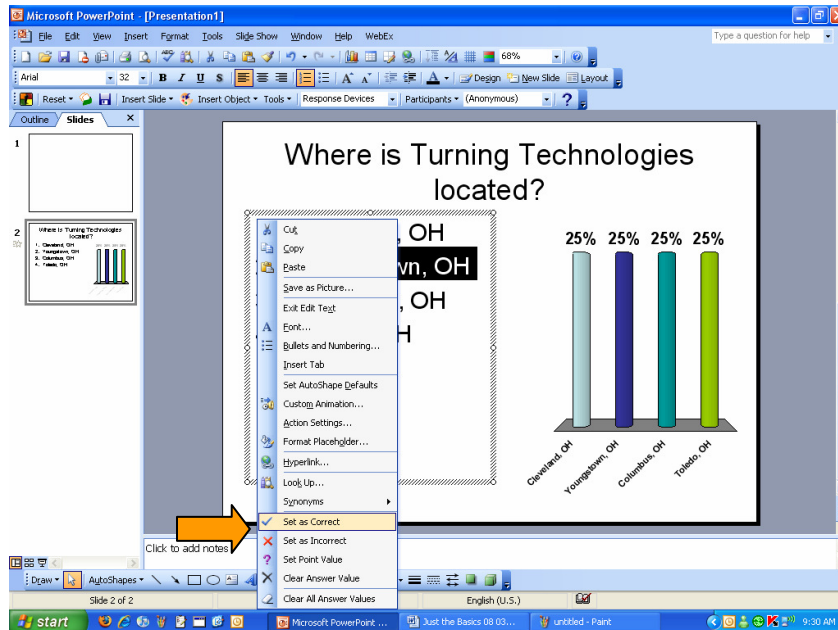 Microsoft PowerPoint - [Presentation1]
File Edit View Insert Format Tools Slide Show Window Help WebEx
Type a question for help
68%
Arial 32 B I U S A A A Design New Slide Layout
Reset Insert Slide Insert Object Tools Response Devices Participants (Anonymous) ?
Outline Slides
1
2
Where is Turning Technologies
located?
1. Cleveland, OH
2. Youngstown, OH
3. Columbus, OH
4. Toledo, OH
Where is Turning Technologies
located?
, OH
wn, OH
, OH
H
25% 25% 25% 25%
Cleveland, OH
Youngstown, OH
Columbus, OH
Toledo, OH
Cut
Copy
Paste
Save as Picture...
Exit Edit Text
Font...
Bullets and Numbering...
Insert Tab
Set AutoShape Defaults
Custom Animation...
Action Settings...
Format Placeholder...
Hyperlink...
Look Up...
Synonyms
Set as Correct
Set as Incorrect
Set Point Value
Clear Answer Value
Clear All Answer Values
Click to add notes
Draw AutoShapes
Slide 2 of 2 English (U.S.)
start Microsoft PowerPoint ... Just the Basics 08 03... untitled - Paint 9:30 AM